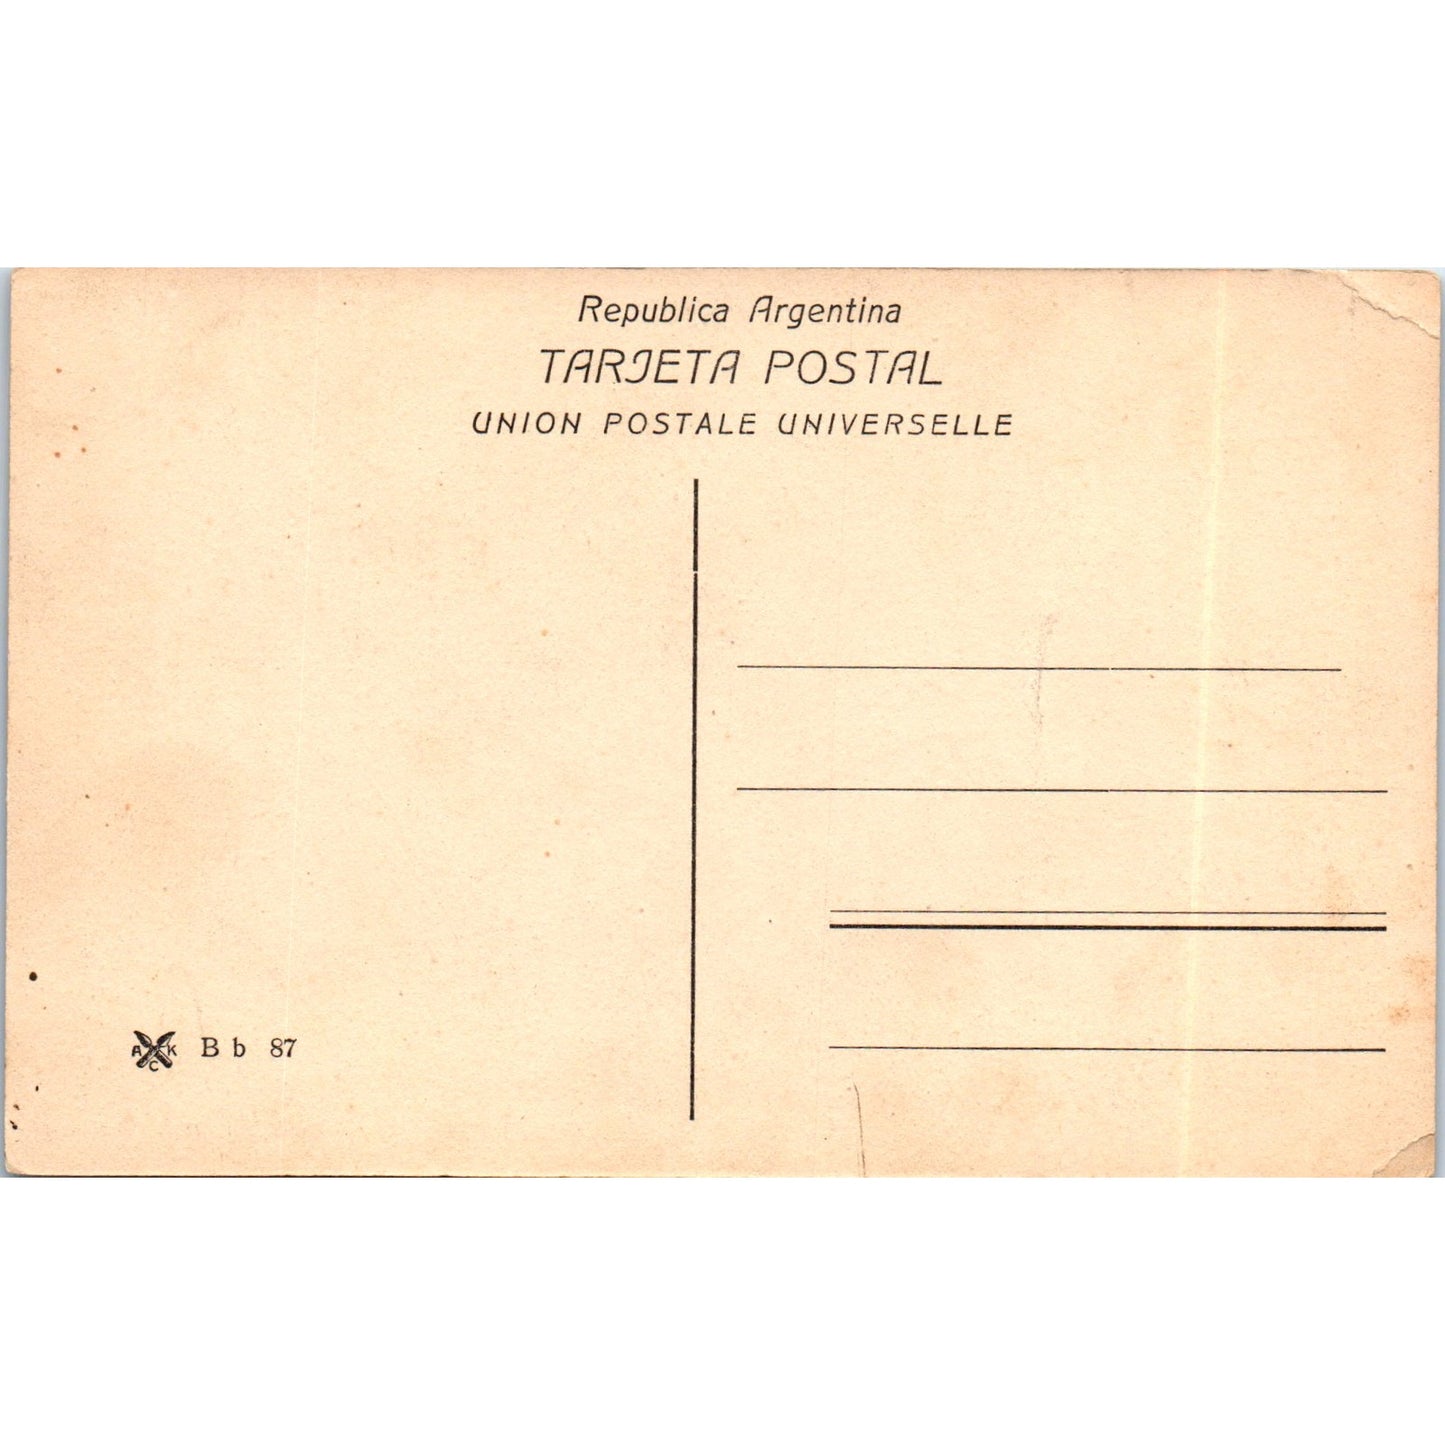 Republica Argentina
TARJETA POSTAL
UNION POSTALE UNIVERSELLE
A C K B b 87